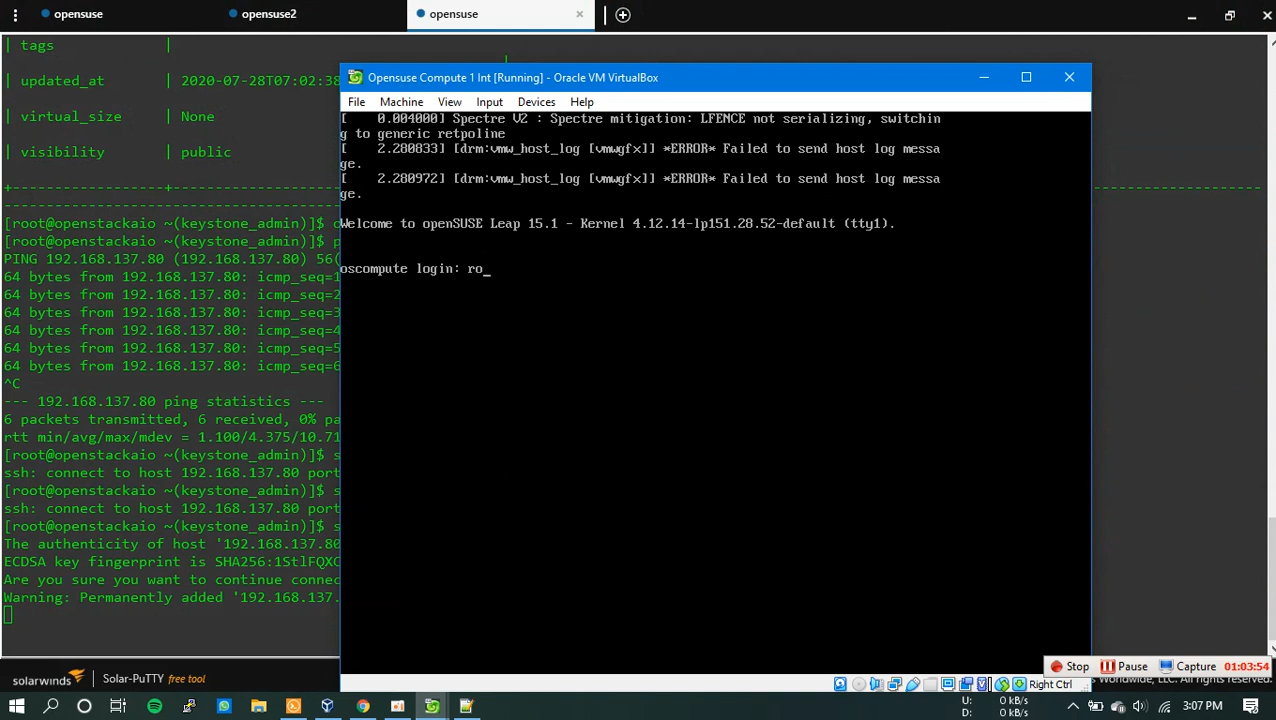 opensuse
opensuse2
opensuse
| tags |
| updated_at | 2020-07-28T07:02:38
| virtual_size | None
| visibility | public
[root@openstackaio ~(keystone_admin)]$
[root@openstackaio ~(keystone_admin)]$ p
PING 192.168.137.80 (192.168.137.80) 56(
64 bytes from 192.168.137.80: icmp_seq=1
64 bytes from 192.168.137.80: icmp_seq=2
64 bytes from 192.168.137.80: icmp_seq=3
64 bytes from 192.168.137.80: icmp_seq=4
64 bytes from 192.168.137.80: icmp_seq=5
64 bytes from 192.168.137.80: icmp_seq=6
^C
--- 192.168.137.80 ping statistics ---
6 packets transmitted, 6 received, 0% pa
rtt min/avg/max/mdev = 1.100/4.375/10.71
[root@openstackaio ~(keystone_admin)]$ s
ssh: connect to host 192.168.137.80 port
[root@openstackaio ~(keystone_admin)]$ s
ssh: connect to host 192.168.137.80 port
[root@openstackaio ~(keystone_admin)]$ s
The authenticity of host '192.168.137.80
ECDSA key fingerprint is SHA256:1StlFQXC
Are you sure you want to continue connec
Warning: Permanently added '192.168.137.
Opensuse Compute 1 Int [Running] - Oracle VM VirtualBox
File Machine View Input Devices Help
[ 0.004000] Spectre V2 : Spectre mitigation: LFENCE not serializing, switchin
g to generic retpoline
[ 2.280833] [drm:vmw_host_log [vmwgfx]] *ERROR* Failed to send host log messa
ge.
[ 2.280972] [drm:vmw_host_log [vmwgfx]] *ERROR* Failed to send host log messa
ge.
Welcome to openSUSE Leap 15.1 - Kernel 4.12.14-lp151.28.52-default (tty1).
oscompute login: ro_
Right Ctrl
Stop Pause Capture 01:03:54
solarwinds Solar-PuTTY free tool
s Worldwide, LLC. All rights reserved.
U: 0 kB/s
D: 0 kB/s
3:07 PM